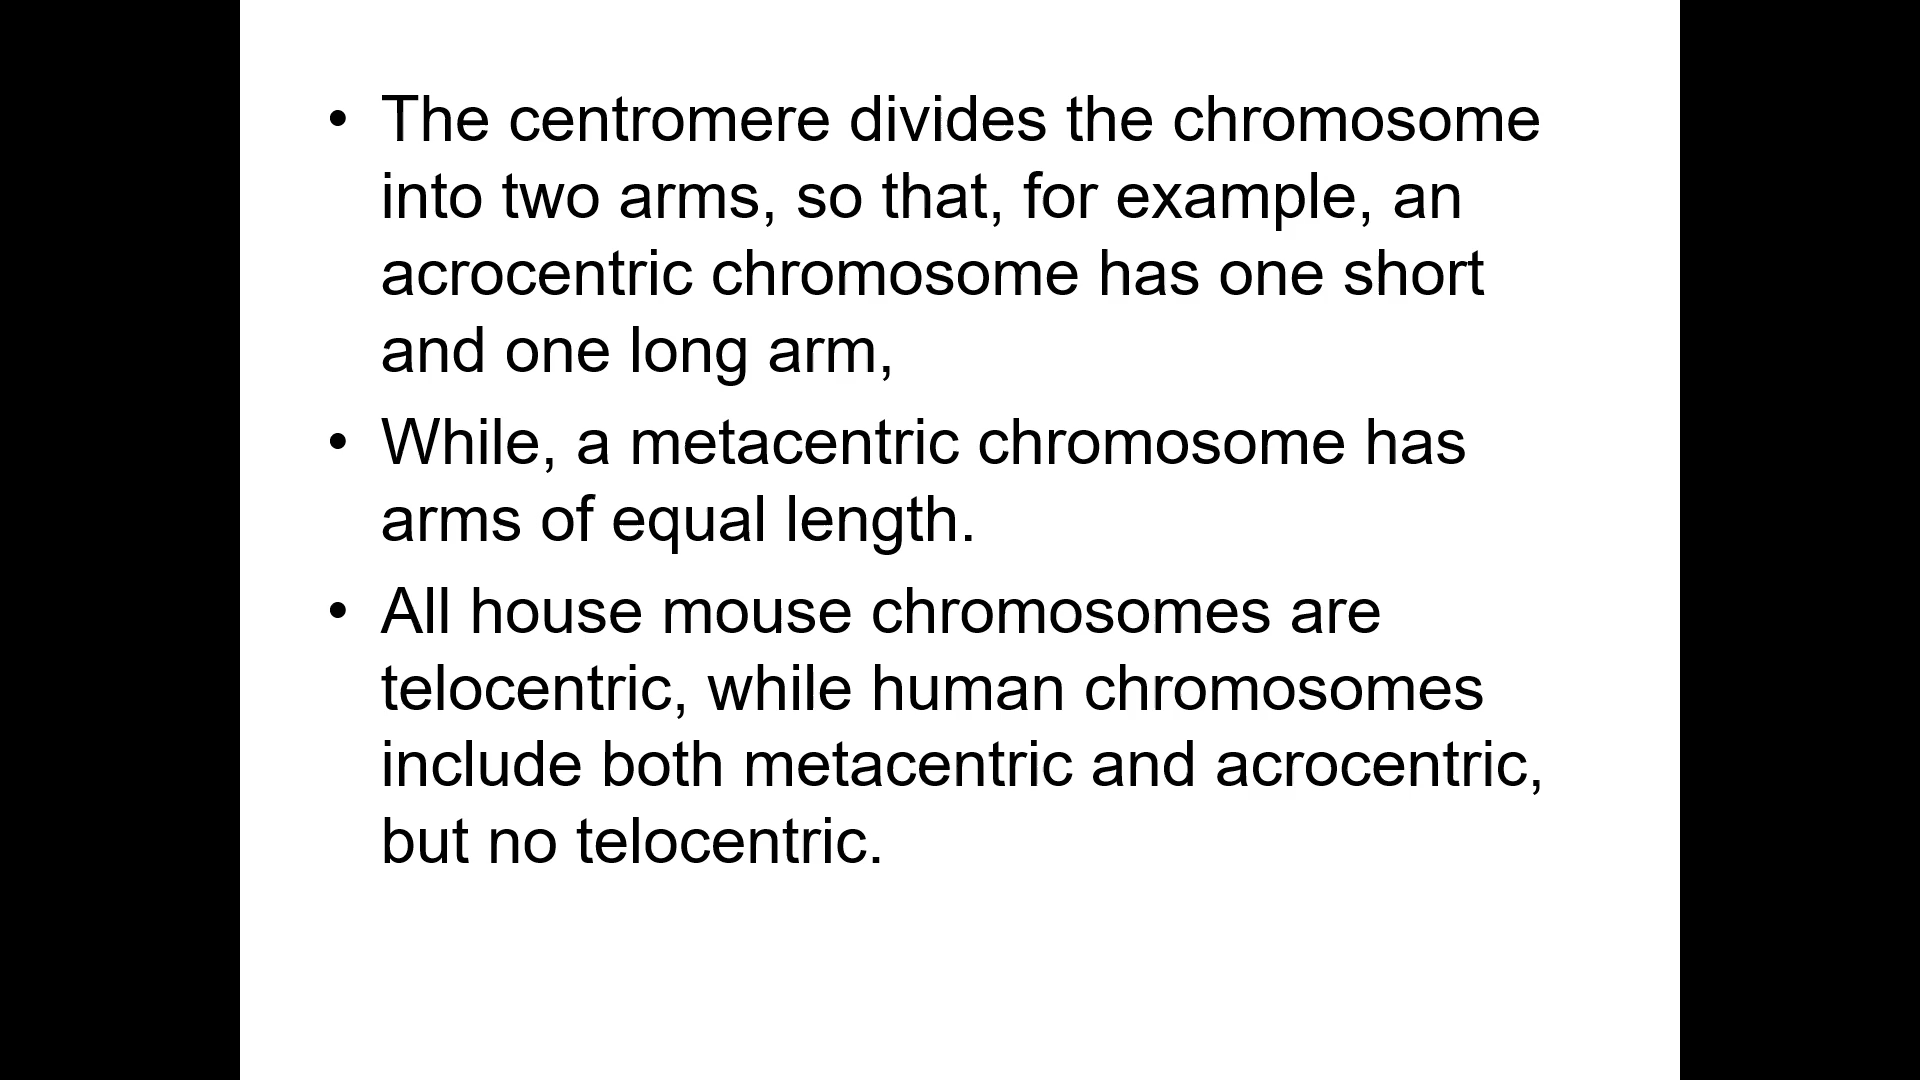 • The centromere divides the chromosome
into two arms, so that, for example, an
acrocentric chromosome has one short
and one long arm,
• While, a metacentric chromosome has
arms of equal length.
• All house mouse chromosomes are
telocentric, while human chromosomes
include both metacentric and acrocentric,
but no telocentric.